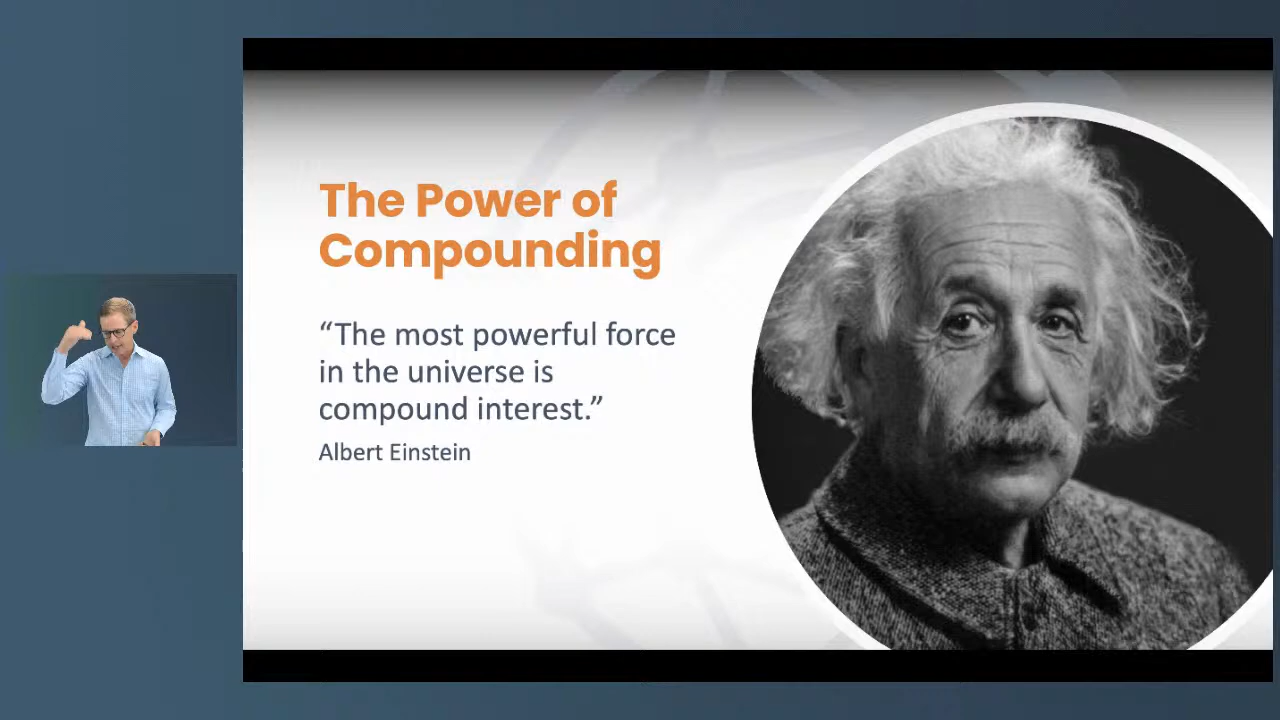 The Power of
Compounding
“The most powerful force
in the universe is
compound interest.”
Albert Einstein